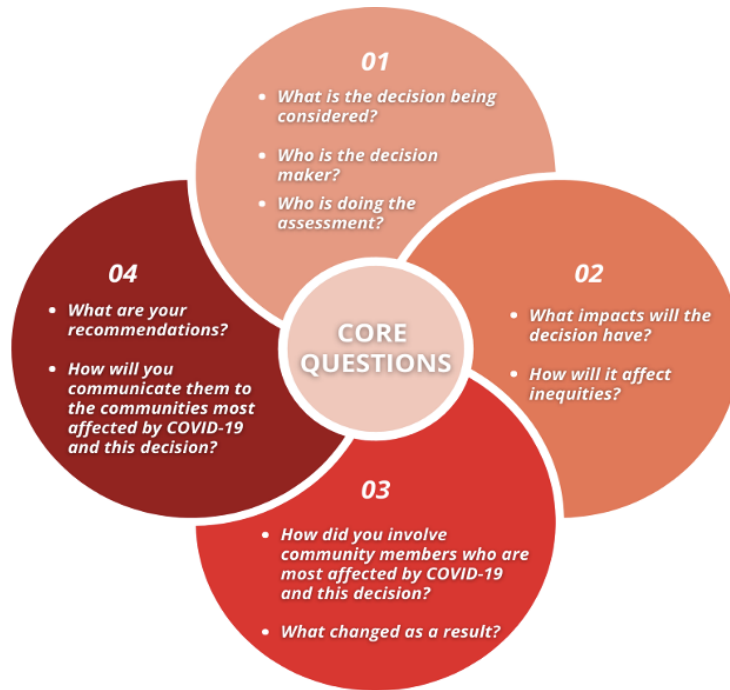 01
• What is the decision being
considered?
• Who is the decision
maker?
• Who is doing the
assessment?
02
• What impacts will the
decision have?
• How will it affect
inequities?
03
• How did you involve
community members who are
most affected by COVID-19
and this decision?
• What changed as a result?
04
• What are your
recommendations?
• How will you
communicate them to
the communities most
affected by COVID-19
and this decision?
CORE
QUESTIONS